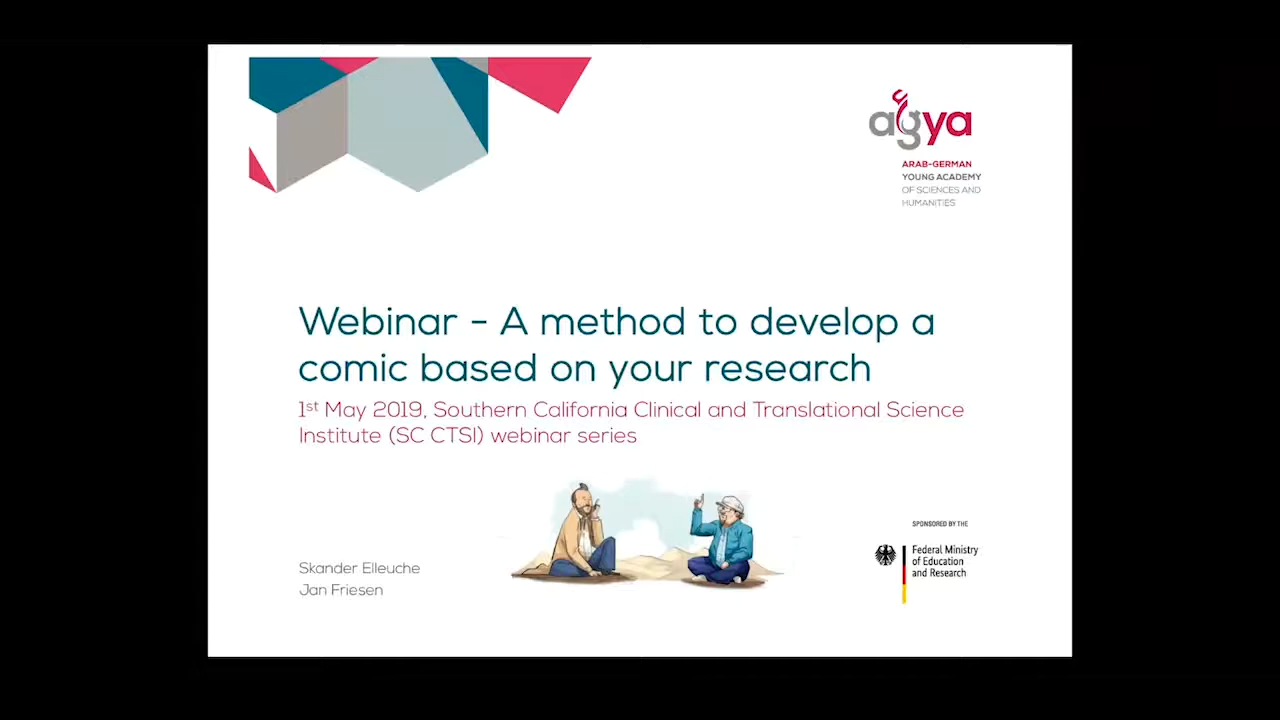 agya
ARAB-GERMAN
YOUNG ACADEMY
OF SCIENCES AND
HUMANITIES
Webinar - A method to develop a
comic based on your research
1st May 2019, Southern California Clinical and Translational Science
Institute (SC CTSI) webinar series
Skander Elleuche
Jan Friesen
SPONSORED BY THE
Federal Ministry
of Education
and Research